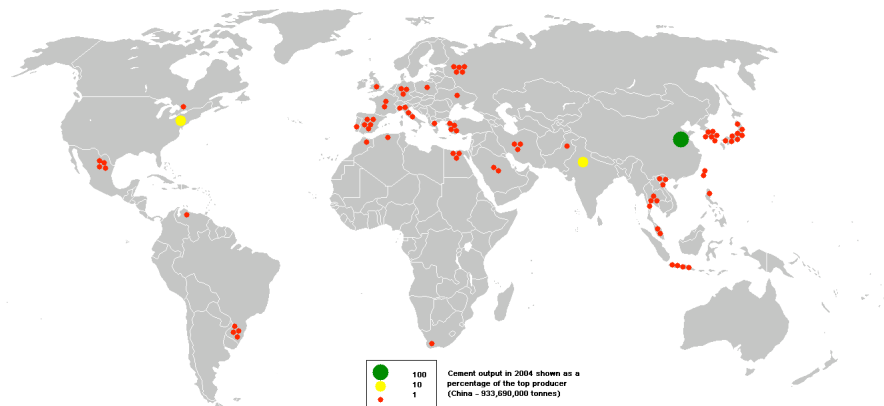 100
10
1
Cement output in 2004 shown as a
percentage of the top producer
(China - 933,690,000 tonnes)